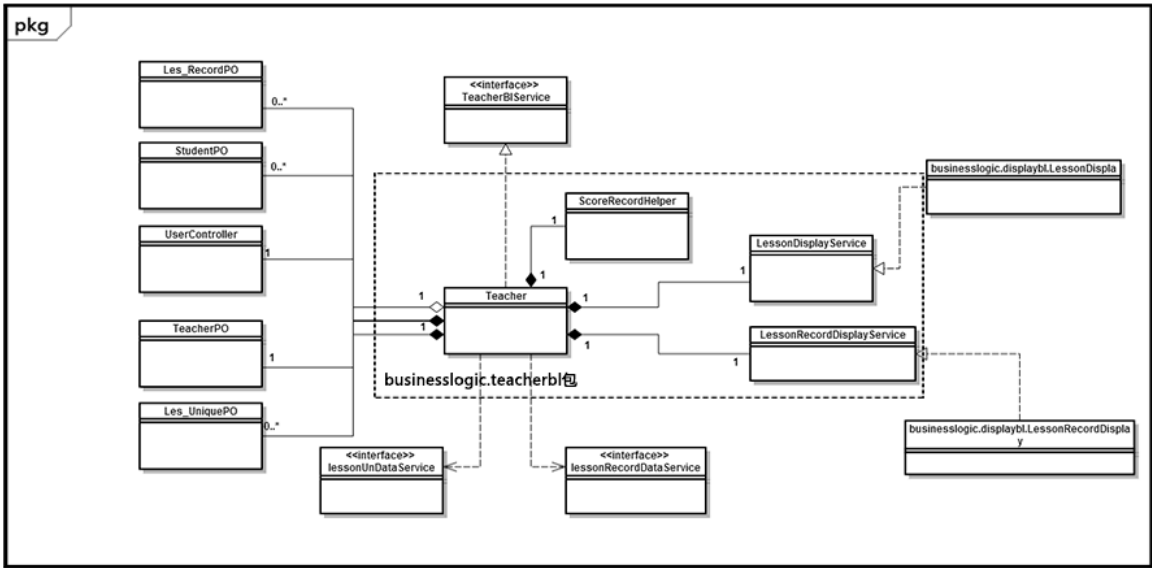 pkg
Les_RecordPO
0..*
StudentPO
0..*
UserController
1
TeacherPO
1
Les_UniquePO
0..*
<<interface>>
TeacherBlService
ScoreRecordHelper
1
1
Teacher
1
1
1
1
LessonDisplayService
1
LessonRecordDisplayService
1
businesslogic.teacherbl包
businesslogic.displaybl.LessonDispla
businesslogic.displaybl.LessonRecordDispla
y
<<interface>>
lessonUnDataService
<<interface>>
lessonRecordDataService